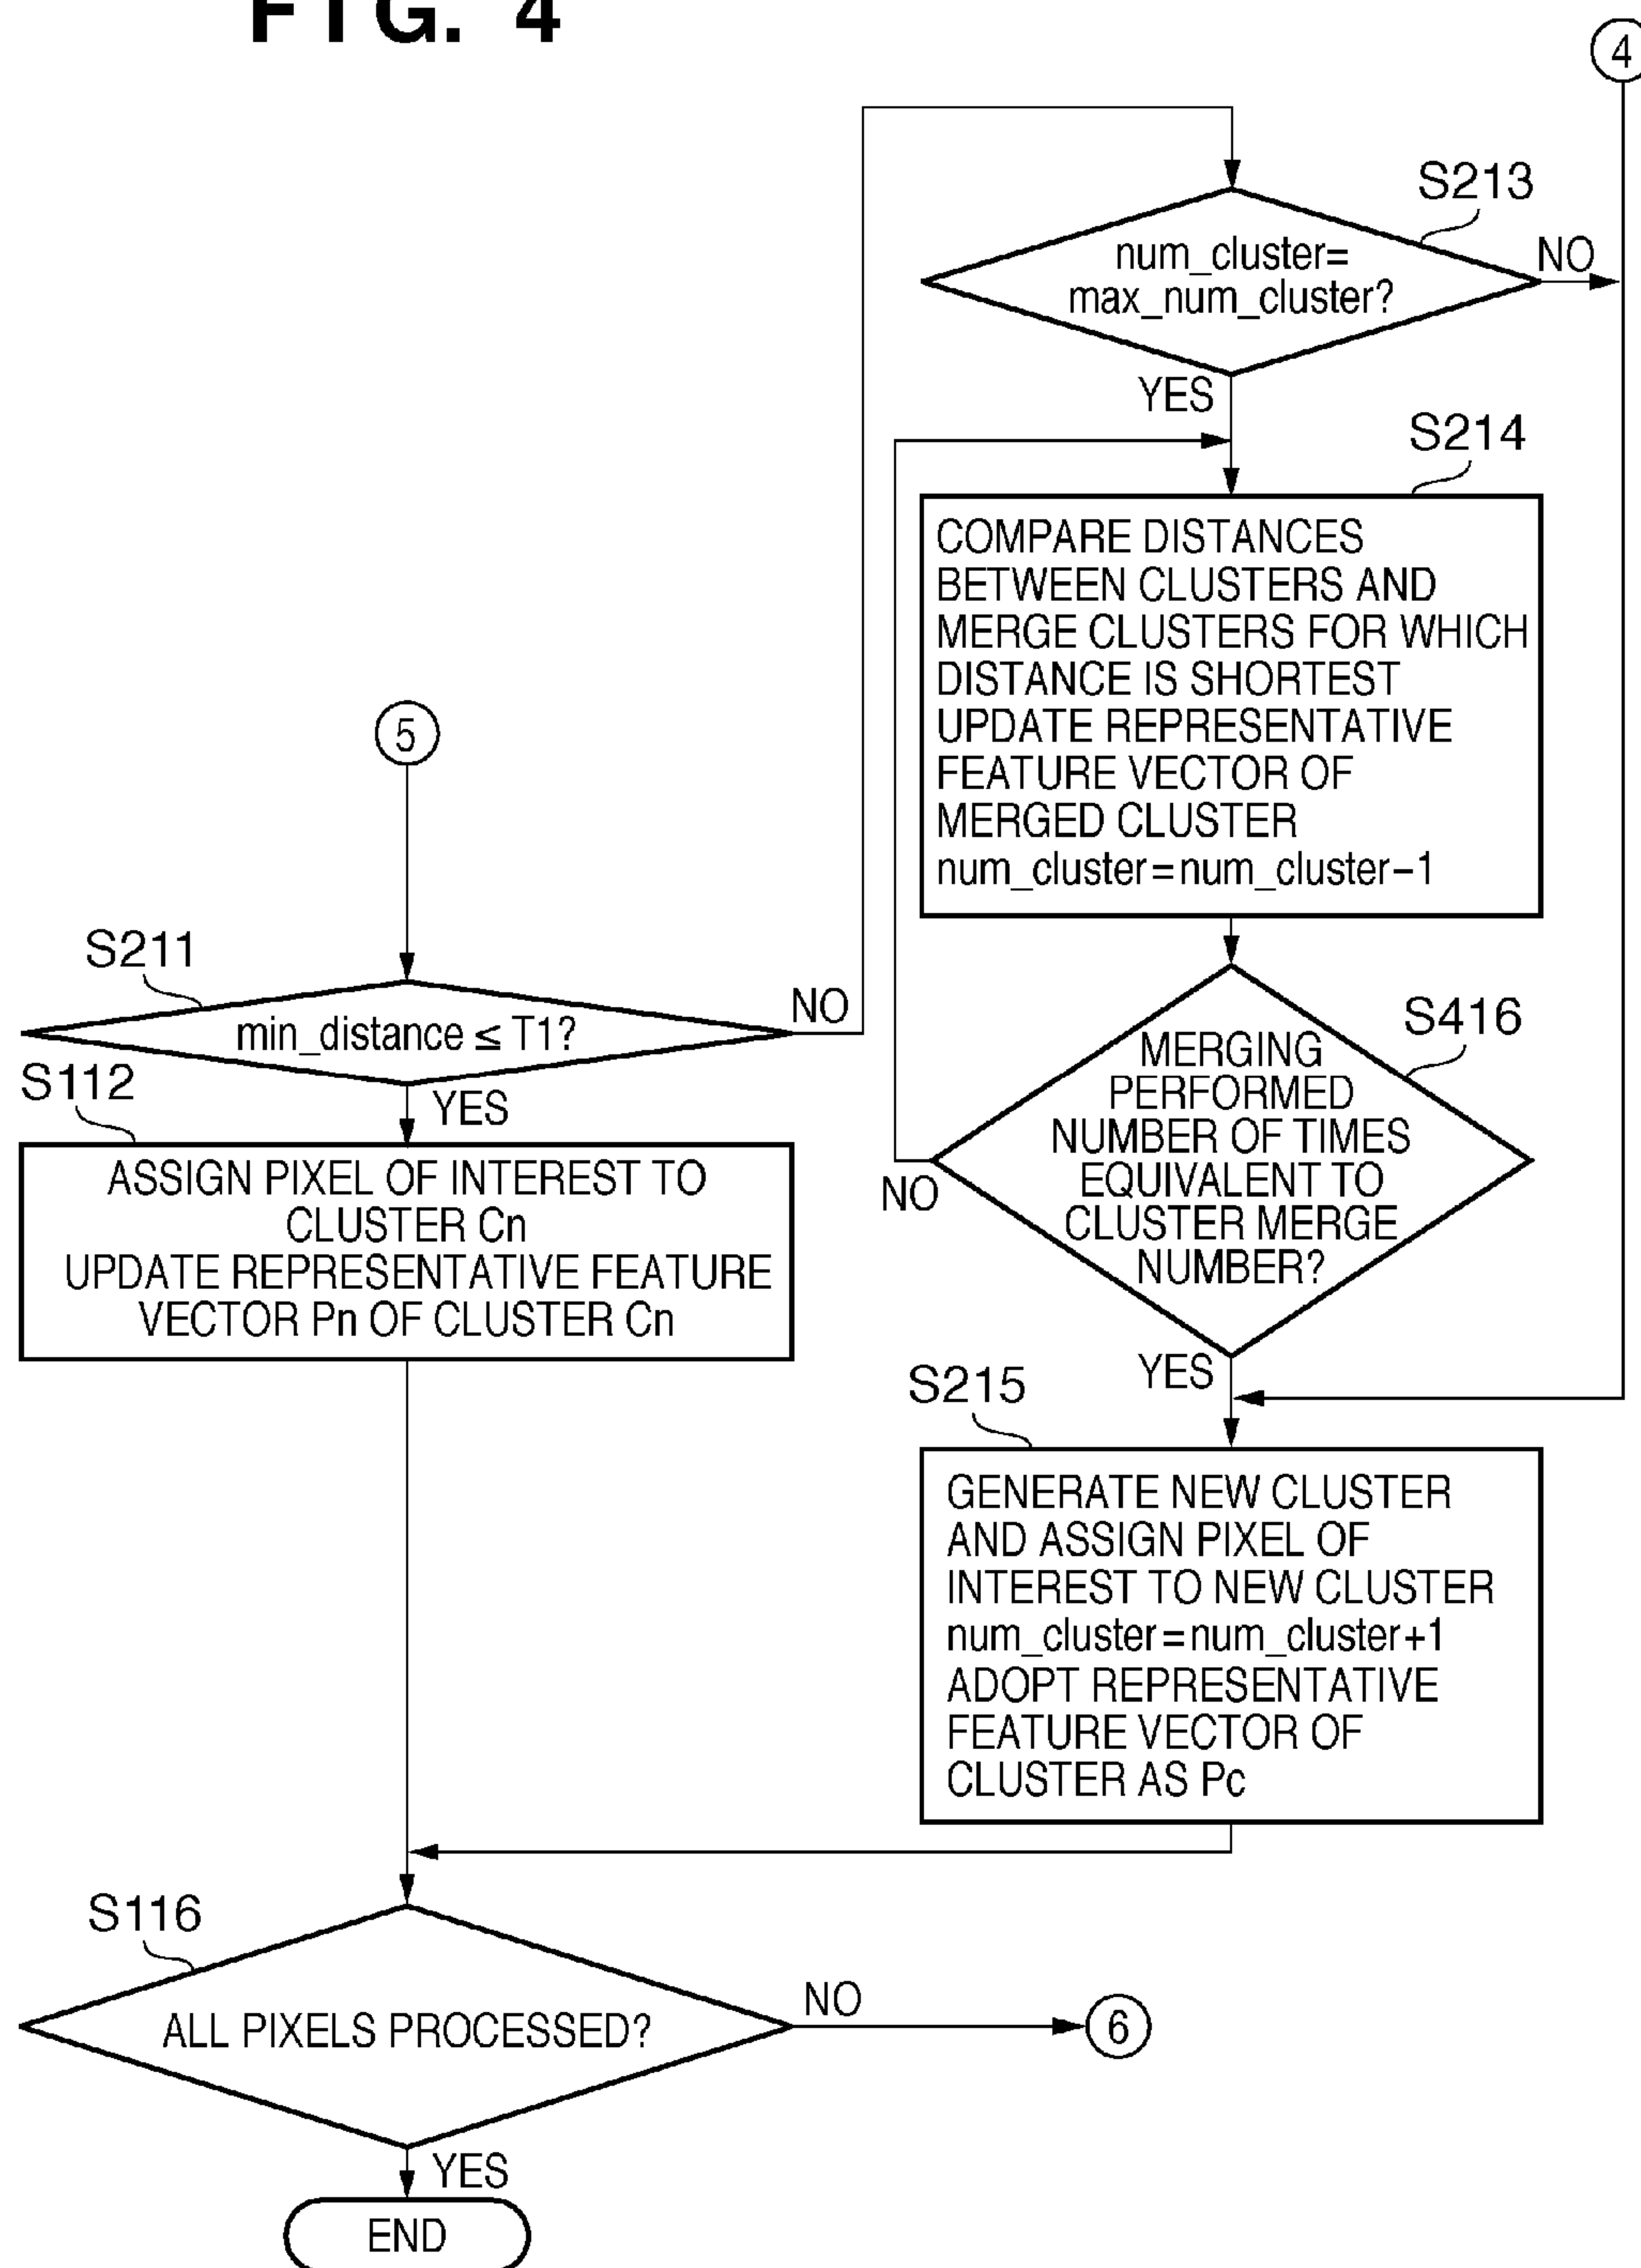 FIG. 4
4
S213
num_cluster=
max_num_cluster?
NO
YES
S214
COMPARE DISTANCES
BETWEEN CLUSTERS AND
MERGE CLUSTERS FOR WHICH
DISTANCE IS SHORTEST
UPDATE REPRESENTATIVE
FEATURE VECTOR OF
MERGED CLUSTER
num_cluster=num_cluster−1
5
S211
min_distance ≤ T1?
NO
YES
S112
ASSIGN PIXEL OF INTEREST TO
CLUSTER Cn
UPDATE REPRESENTATIVE FEATURE
VECTOR Pn OF CLUSTER Cn
S416
MERGING
PERFORMED
NUMBER OF TIMES
EQUIVALENT TO
CLUSTER MERGE
NUMBER?
NO
YES
S215
GENERATE NEW CLUSTER
AND ASSIGN PIXEL OF
INTEREST TO NEW CLUSTER
num_cluster=num_cluster+1
ADOPT REPRESENTATIVE
FEATURE VECTOR OF
CLUSTER AS Pc
S116
ALL PIXELS PROCESSED?
NO
6
YES
END